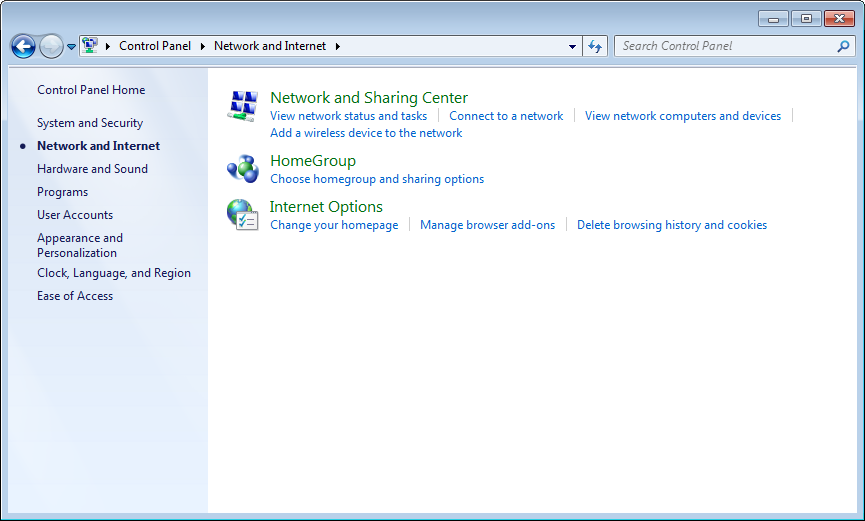 Control Panel Network and Internet Search Control Panel
Control Panel Home
System and Security
Network and Internet
Hardware and Sound
Programs
User Accounts
Appearance and
Personalization
Clock, Language, and Region
Ease of Access
Network and Sharing Center
View network status and tasks Connect to a network View network computers and devices
Add a wireless device to the network
HomeGroup
Choose homegroup and sharing options
Internet Options
Change your homepage Manage browser add-ons Delete browsing history and cookies